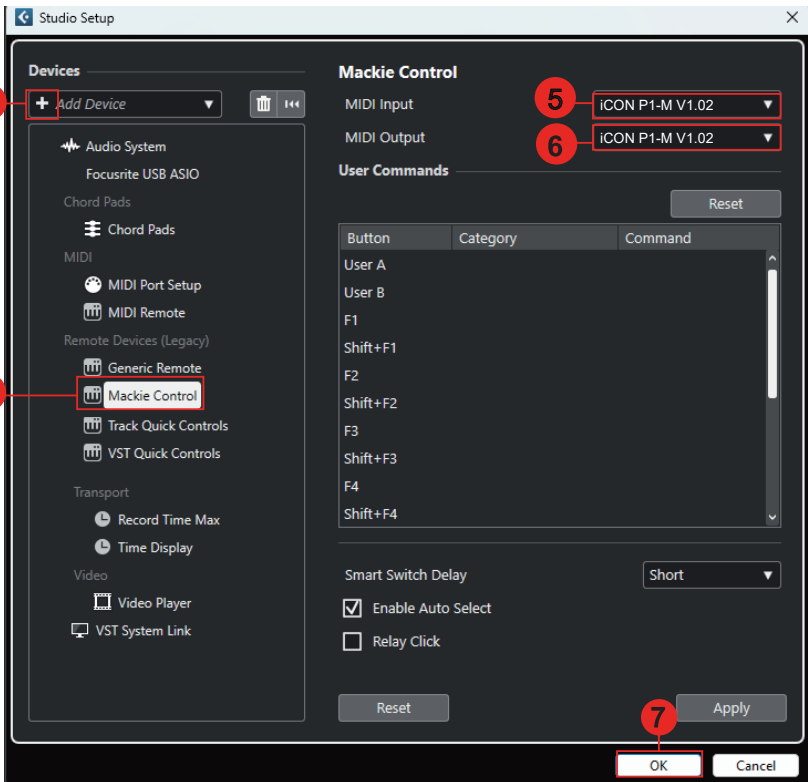 Studio Setup
Devices
Add Device
Audio System
Focusrite USB ASIO
Chord Pads
Chord Pads
MIDI
MIDI Port Setup
MIDI Remote
Remote Devices (Legacy)
Generic Remote
Mackie Control
Track Quick Controls
VST Quick Controls
Transport
Record Time Max
Time Display
Video
Video Player
VST System Link
Mackie Control
MIDI Input 5 iCON P1-M V1.02
MIDI Output 6 iCON P1-M V1.02
User Commands
Reset
Button Category Command
User A
User B
F1
Shift+F1
F2
Shift+F2
F3
Shift+F3
F4
Shift+F4
Smart Switch Delay Short
Enable Auto Select
Relay Click
Reset Apply
7
OK Cancel